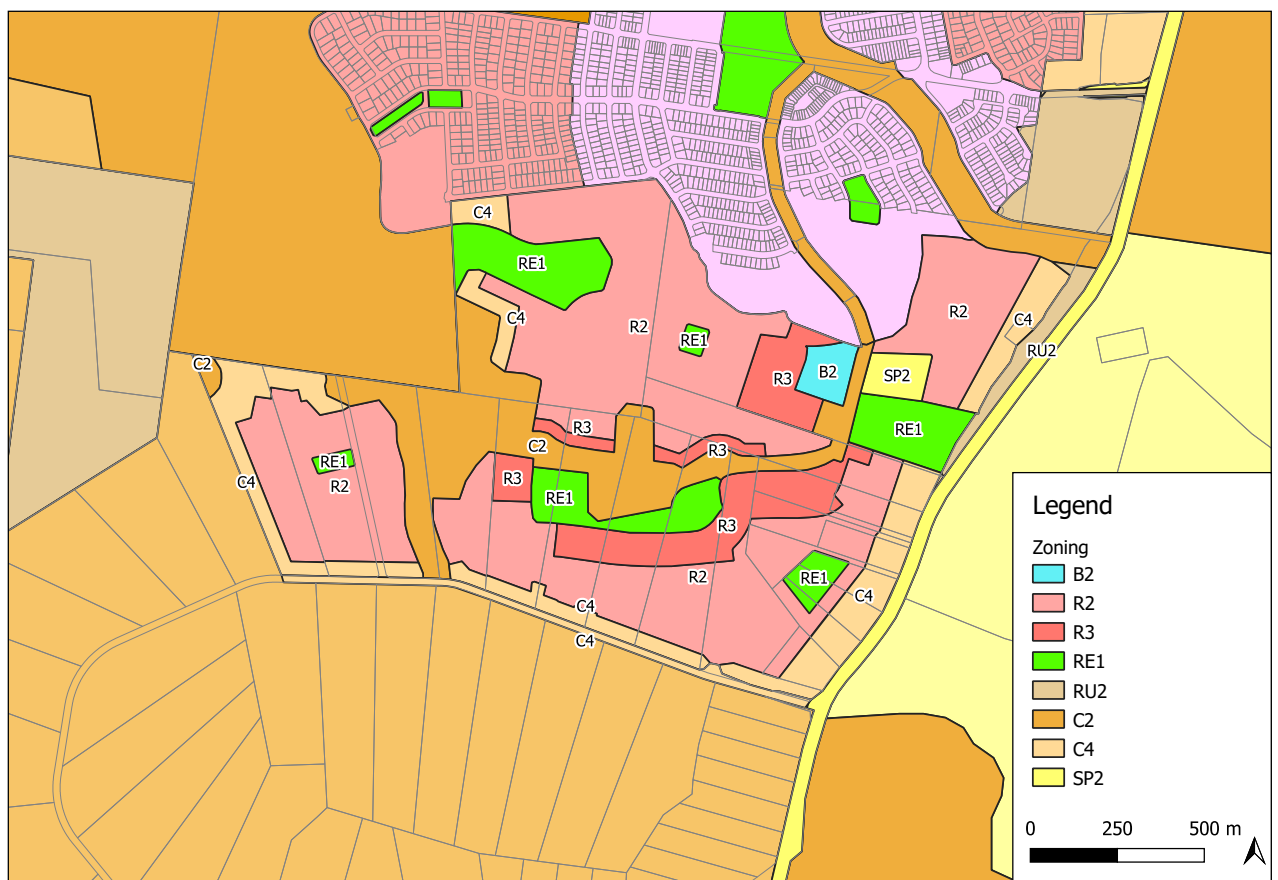 C4
RE1
C4
R2
RE1
R2
C4
RU2
C2
R3
B2
SP2
RE1
R3
C2
R3
RE1
R2
C4
R3
RE1
R3
R2
RE1
C4
C4
C4
Legend
Zoning
B2
R2
R3
RE1
RU2
C2
C4
SP2
0 250 500 m